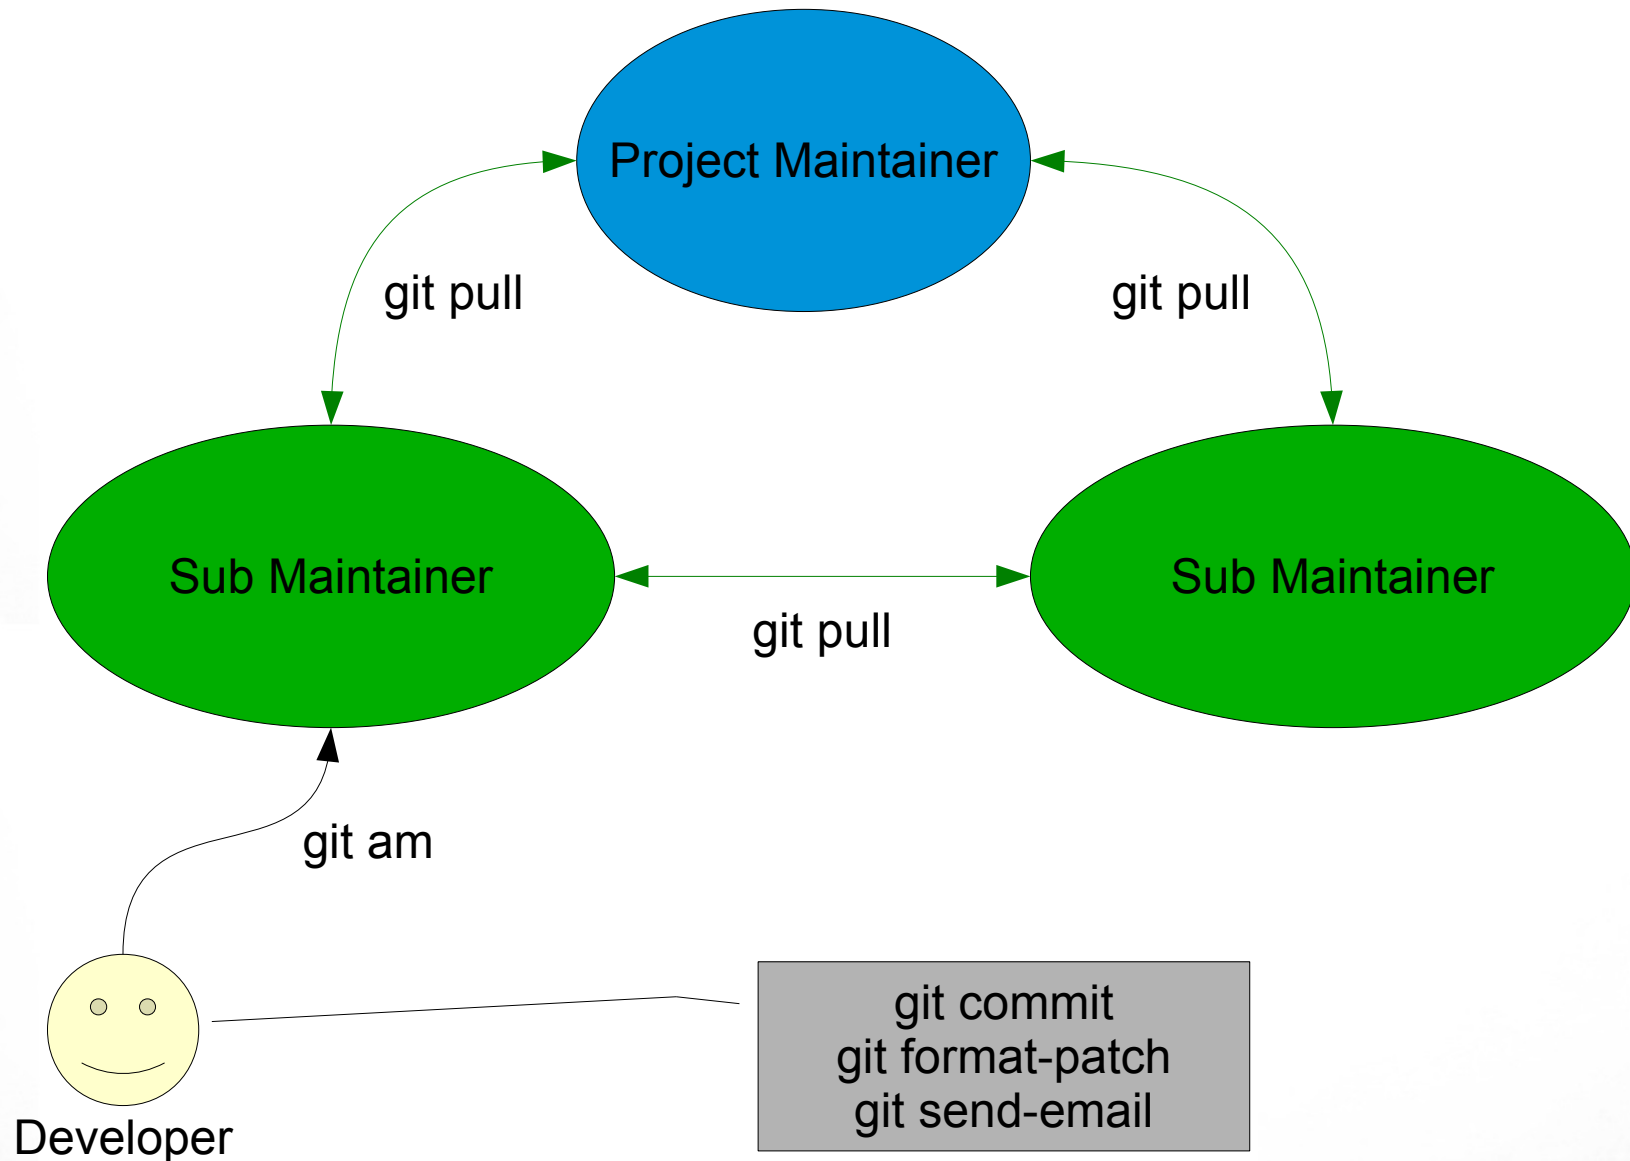 Project Maintainer
git pull
git pull
Sub Maintainer
Sub Maintainer
git pull
git am
git commit
git format-patch
git send-email
Developer